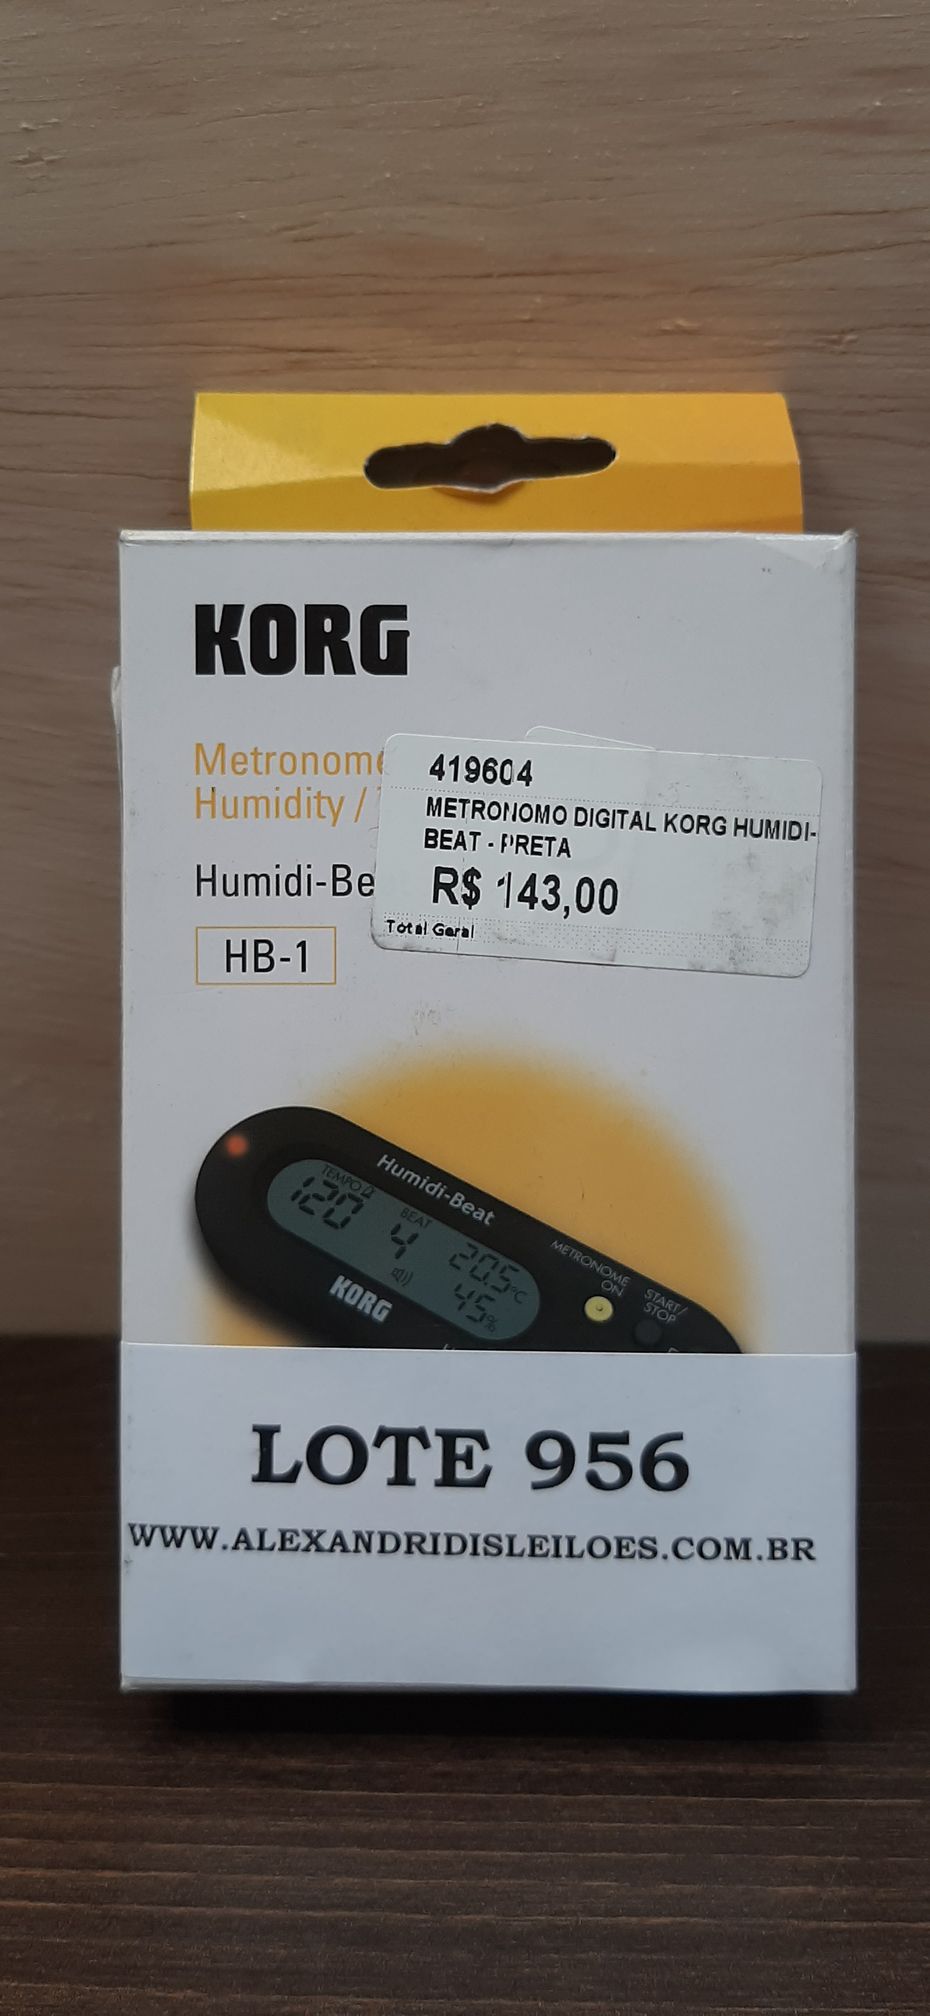 KORG
Metronome
Humidity /
Humidi-Be
HB-1
419604
METRONOMO DIGITAL KORG HUMIDI-
BEAT - PRETA
R$ 143,00
Total Geral
Humidi-Beat
TEMPO
120
BEAT
4
20.5°C
45%
KORG
METRONOME
ON
START/
STOP
LOTE 956
WWW.ALEXANDRIDISLEILOES.COM.BR